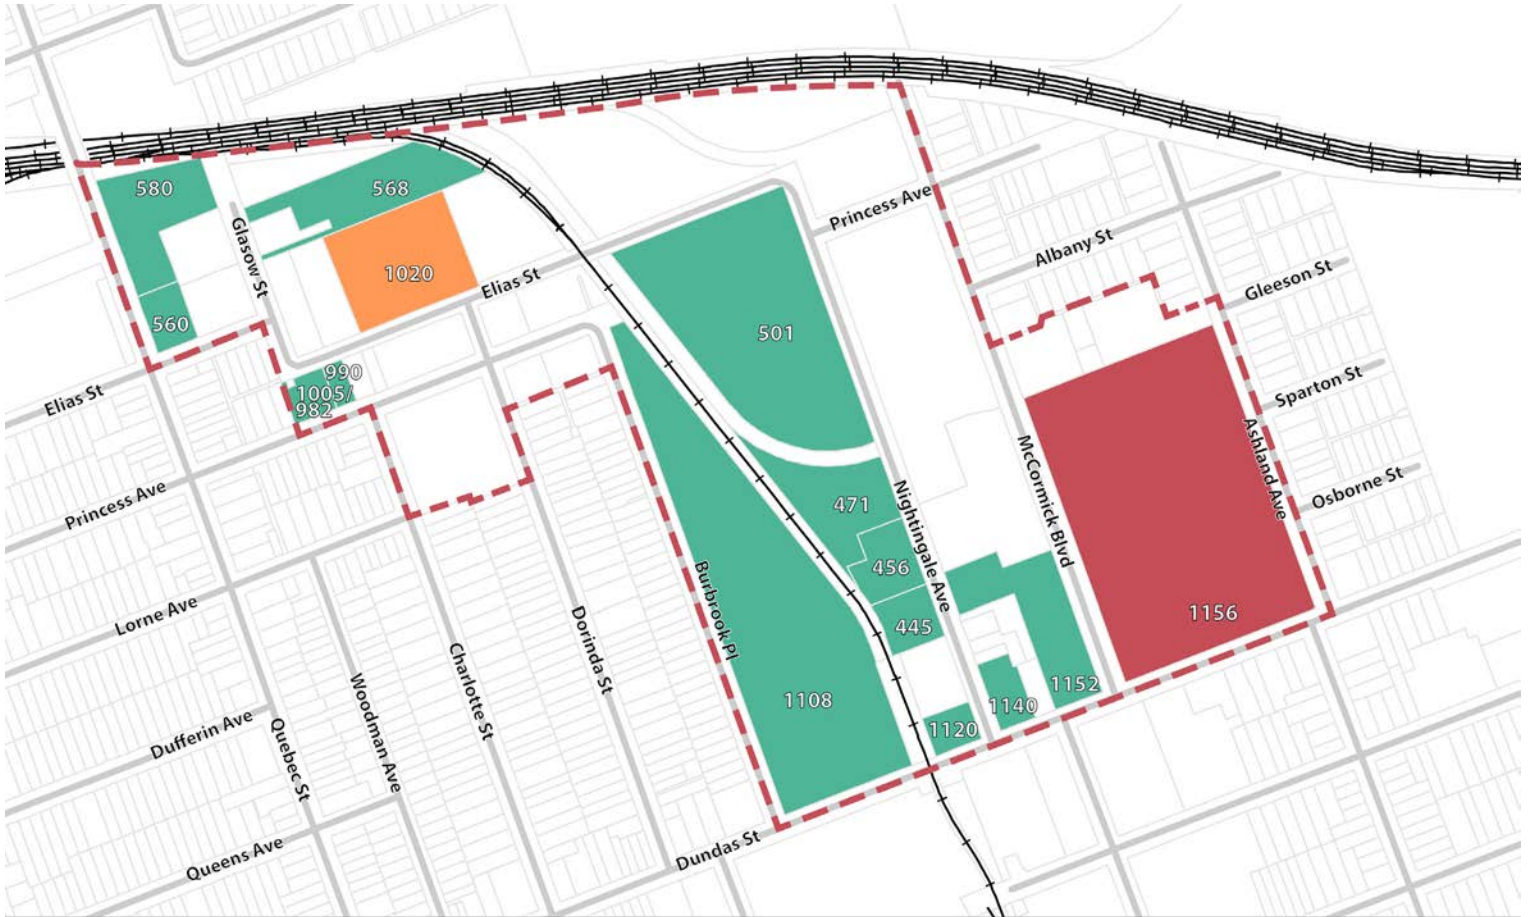 580
568
Glasow St
1020
Princess Ave
Albany St
Gleeson St
Elias St
560
501
990
1005/
982
Elias St
Sparton St
McCormick Blvd
Ashland Ave
Osborne St
Princess Ave
471
Nightingale Ave
456
Burbrook Pl
Lorne Ave
445
1156
Dorinda St
Charlotte St
Woodman Ave
1108
1152
1140
1120
Dufferin Ave
Quebec St
Queens Ave
Dundas St